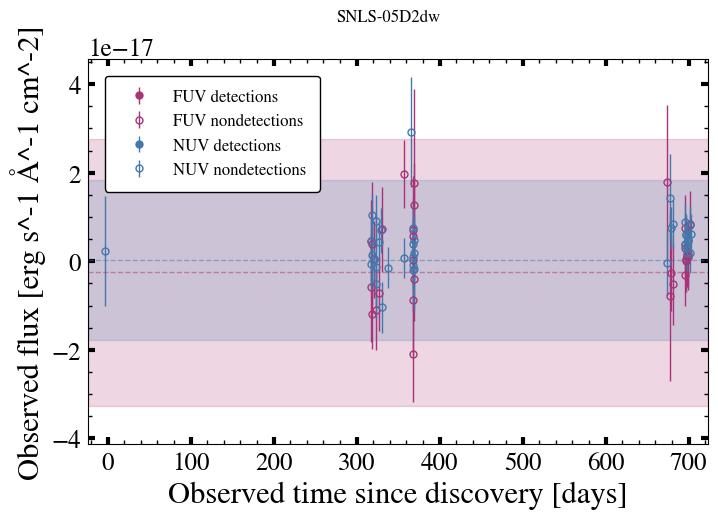 SNLS-05D2dw
1e−17
FUV detections
FUV nondetections
NUV detections
NUV nondetections
4
2
0
−2
−4
Observed flux [erg s^-1 Å^-1 cm^-2]
0 100 200 300 400 500 600 700
Observed time since discovery [days]